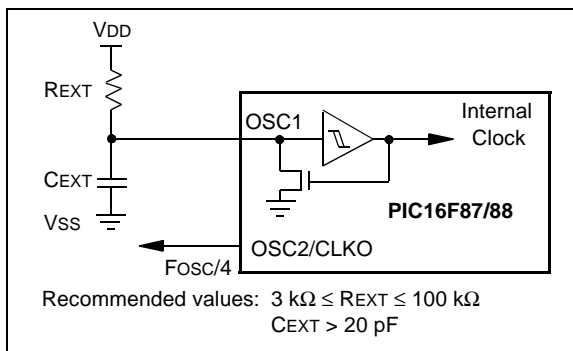 VDD
REXT
OSC1
Internal
Clock
CEXT
PIC16F87/88
VSS
OSC2/CLKO
FOSC/4
Recommended values: 3 kΩ ≤ REXT ≤ 100 kΩ
CEXT > 20 pF